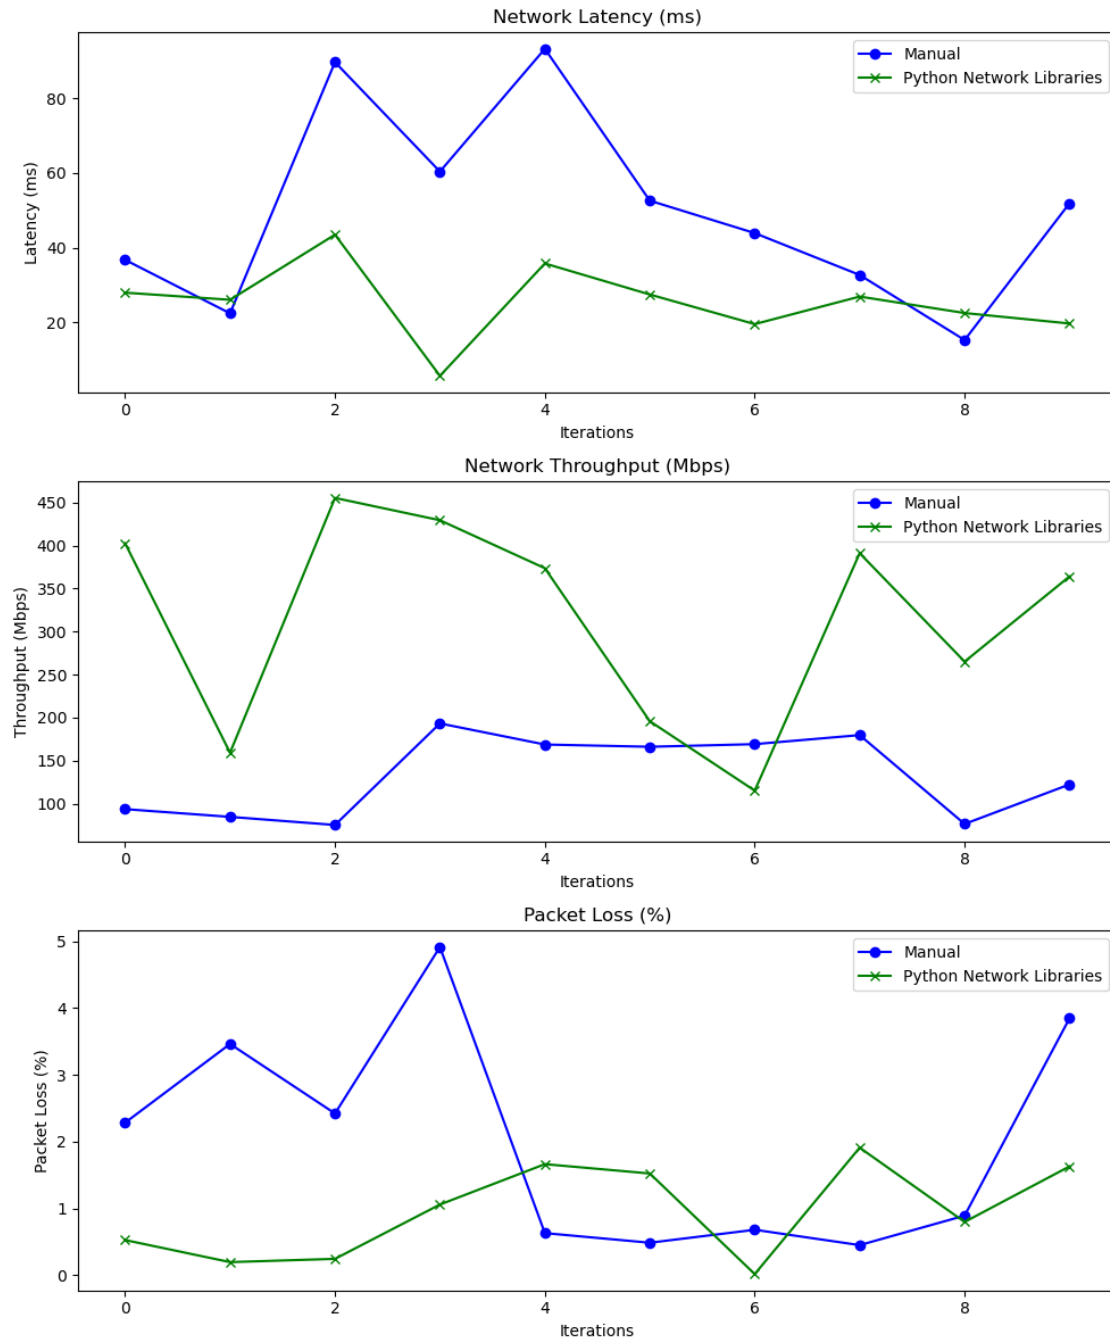 Network Latency (ms)
Manual
Python Network Libraries
80
60
40
20
Latency (ms)
0 2 4 6 8
Iterations
Network Throughput (Mbps)
Manual
Python Network Libraries
450
400
350
300
250
200
150
100
Throughput (Mbps)
0 2 4 6 8
Iterations
Packet Loss (%)
Manual
Python Network Libraries
5
4
3
2
1
0
Packet Loss (%)
0 2 4 6 8
Iterations